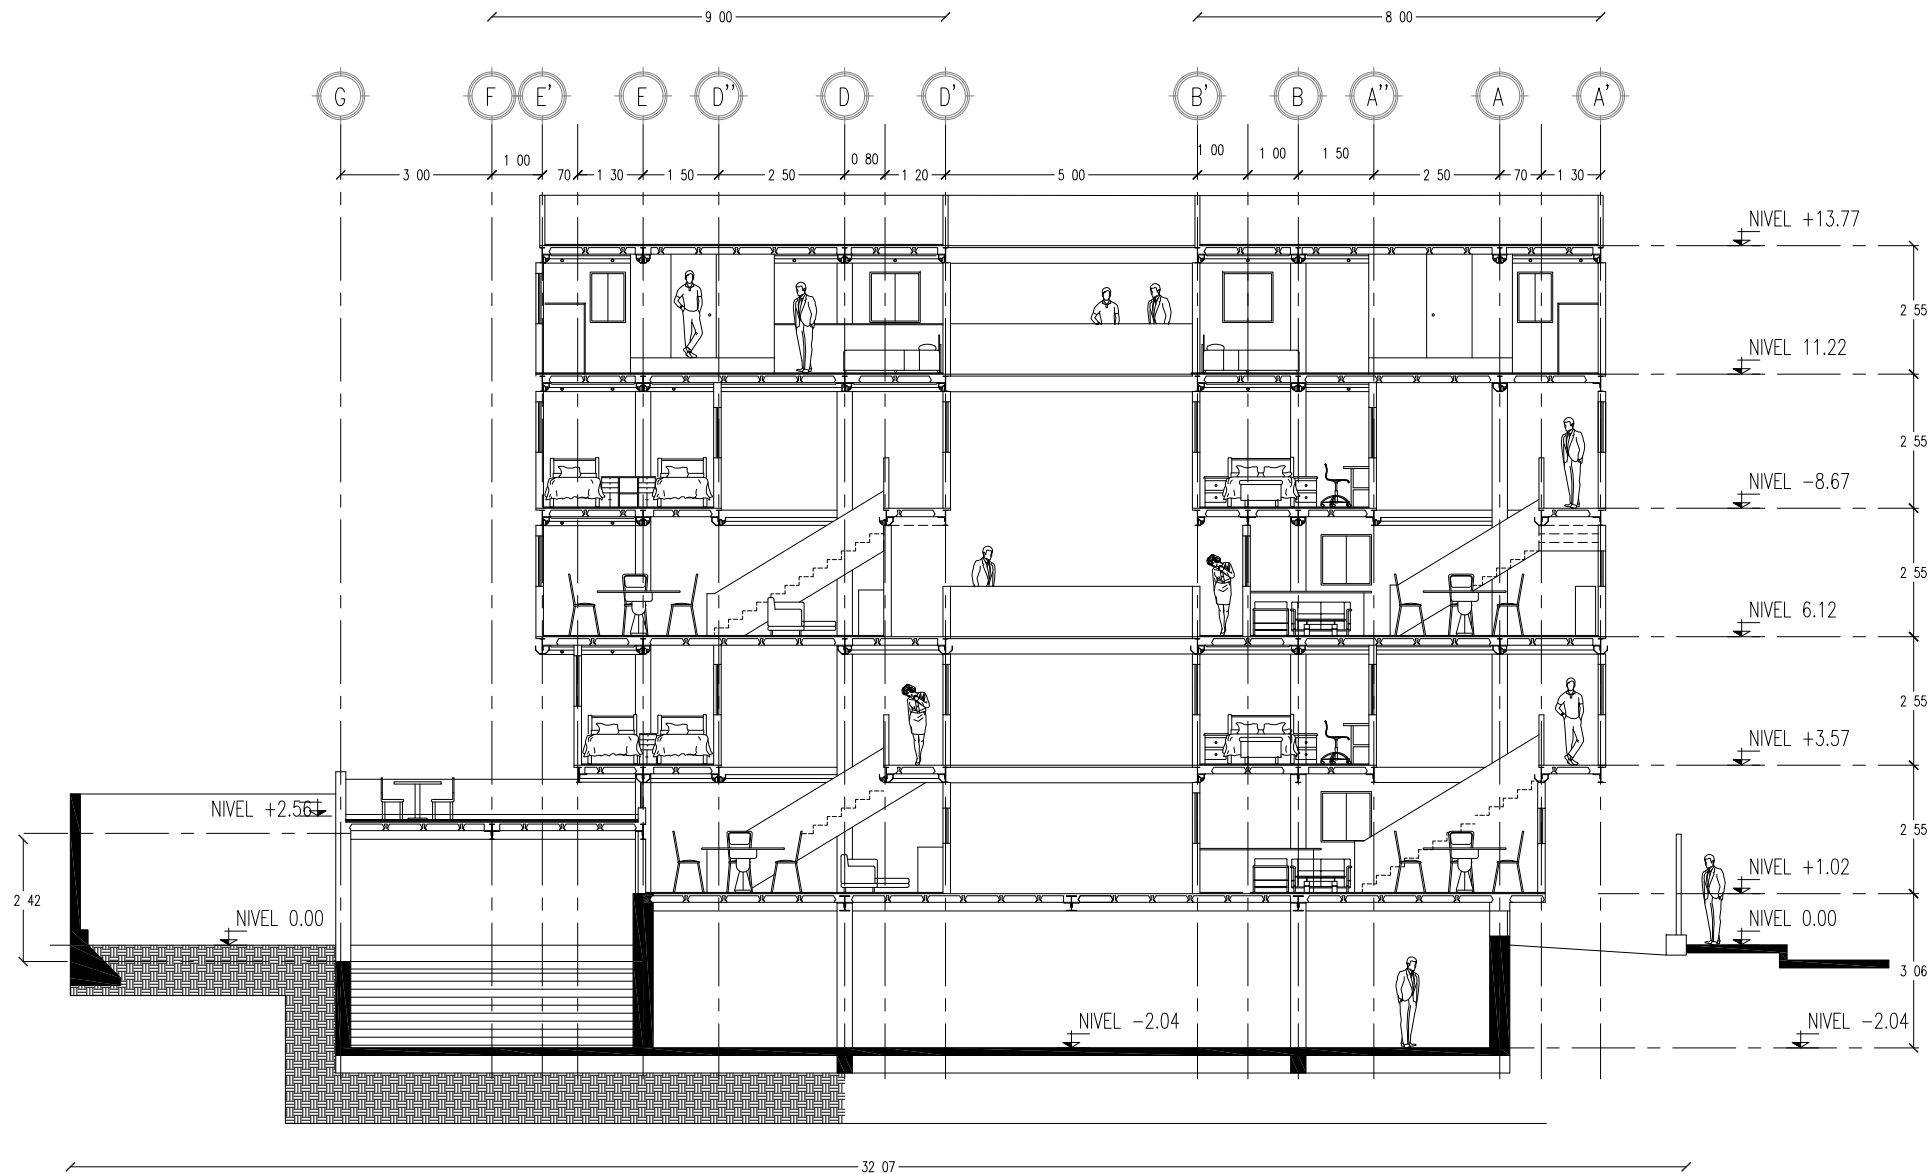 9 00
8 00
G
F
E'
E
D''
D
D'
B'
B
A''
A
A'
3 00
1 00
70
1 30
1 50
2 50
0 80
1 20
5 00
1 00
1 00
1 50
2 50
70
1 30
NIVEL +13.77
2 55
NIVEL 11.22
2 55
NIVEL -8.67
2 55
NIVEL 6.12
2 55
NIVEL +3.57
NIVEL +2.56
2 55
NIVEL +1.02
2 42
NIVEL 0.00
NIVEL 0.00
3 06
NIVEL -2.04
NIVEL -2.04
32 07